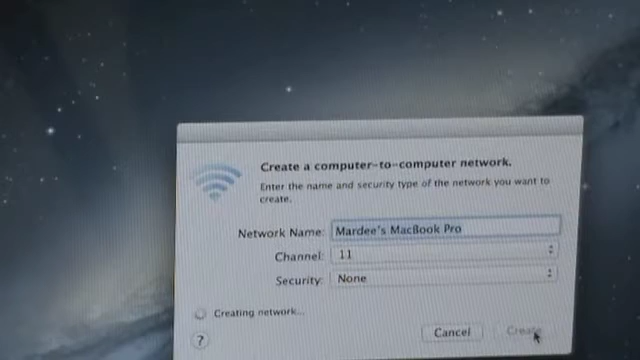 Create a computer-to-computer network.
Enter the name and security type of the network you want to
create.
Network Name: Mardee's MacBook Pro
Channel: 11
Security: None
Creating network...
? Cancel Create